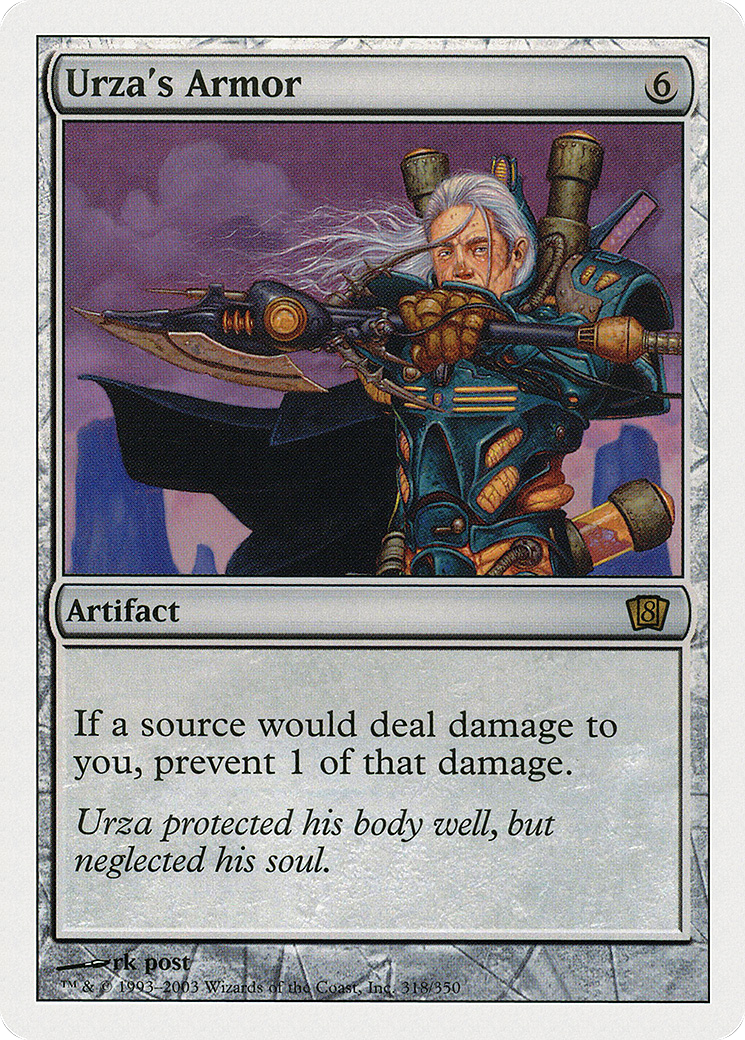 Urza's Armor 6
Artifact 8
If a source would deal damage to
you, prevent 1 of that damage.
Urza protected his body well, but
neglected his soul.
rk post
™ & © 1993–2003 Wizards of the Coast, Inc. 318/350